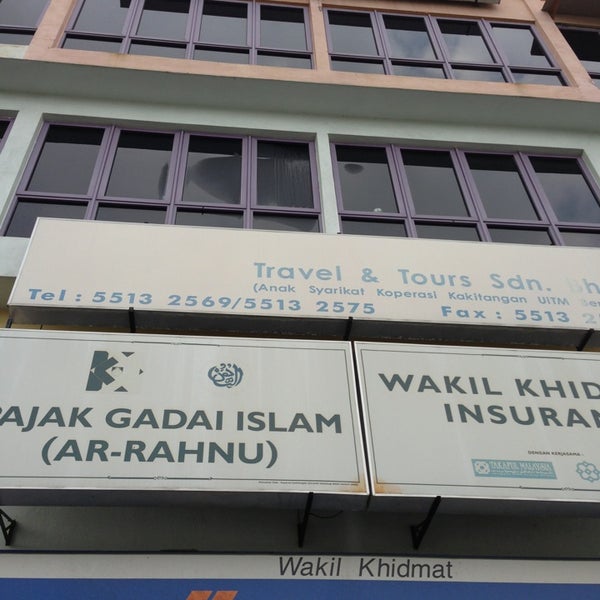 Travel & Tours Sdn. Bh
(Anak Syarikat Koperasi Kakitangan UiTM Ber
Tel : 5513 2569/5513 2575 Fax : 5513 2
PAJAK GADAI ISLAM
(AR-RAHNU)
WAKIL KHID
INSURAN
DENGAN KERJASAMA :-
TAKAFUL MALAYSIA
Wakil Khidmat